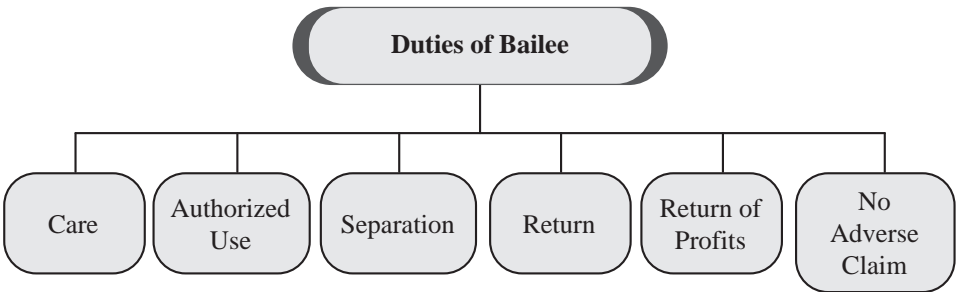 Duties of Bailee
Care
Authorized
Use
Separation
Return
Return of
Profits
No
Adverse
Claim